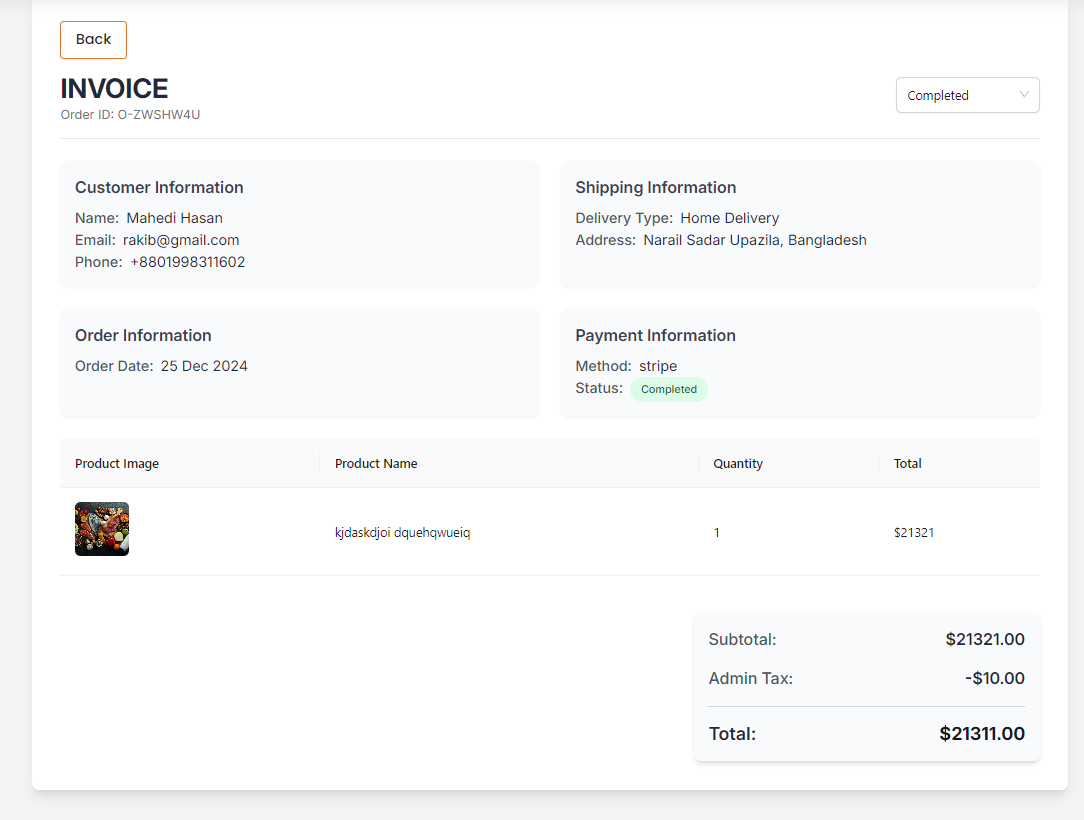 Back
INVOICE
Order ID: O-ZWSHW4U
Completed
Customer Information
Name: Mahedi Hasan
Email: rakib@gmail.com
Phone: +8801998311602
Shipping Information
Delivery Type: Home Delivery
Address: Narail Sadar Upazila, Bangladesh
Order Information
Order Date: 25 Dec 2024
Payment Information
Method: stripe
Status: Completed
Product Image Product Name Quantity Total
kjdaskdjoi dquehqwueiq 1 $21321
Subtotal: $21321.00
Admin Tax: -$10.00
Total: $21311.00